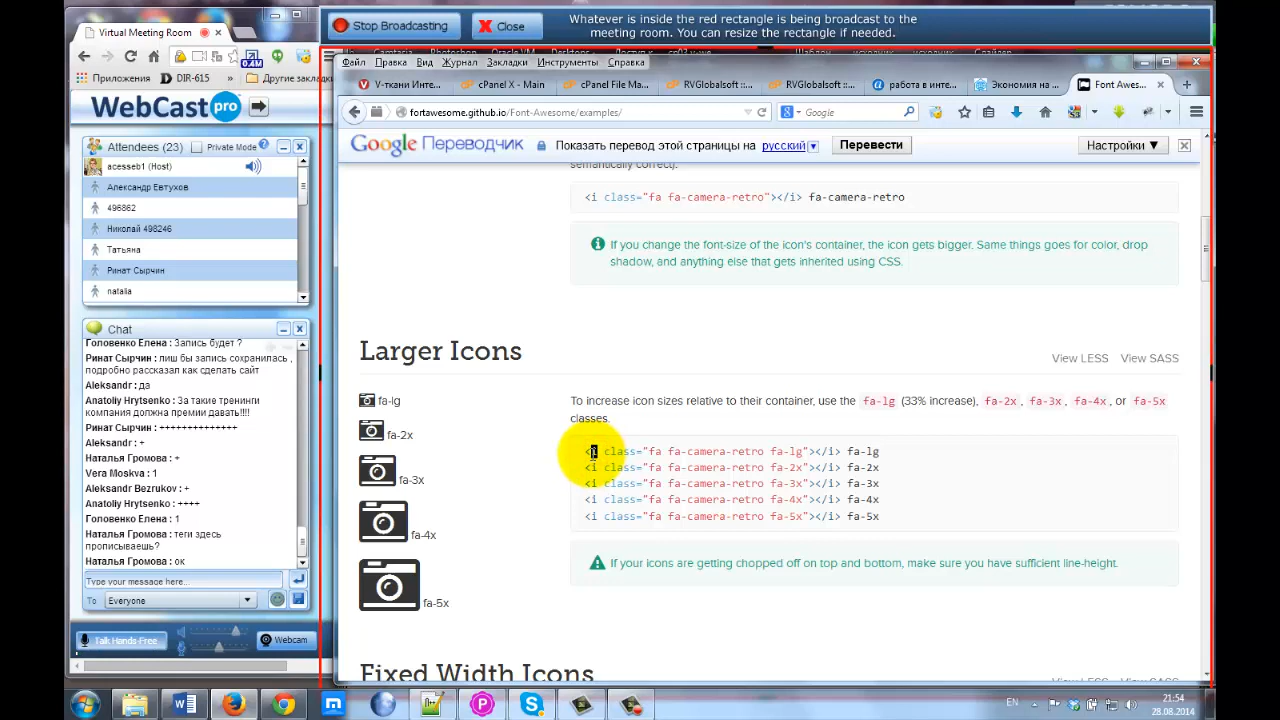 Virtual Meeting Room
Stop Broadcasting
Close
Whatever is inside the red rectangle is being broadcast to the
meeting room. You can resize the rectangle if needed.
0.4M
Приложения
DIR-615
»
Другие закладки
WebCast pro
Attendees (23)
Private Mode
acesseb1 (Host)
Александр Евтухов
496862
Николай 498246
Татьяна
Ринат Сырчин
natalia
Chat
Головенко Елена : Запись будет ?
Ринат Сырчин : лиш бы запись сохранилась ,
подробно рассказал как сделать сайт
Aleksandr : да
Anatoliy Hrytsenko : За такие тренинги
компания должна премии давать!!!!
Ринат Сырчин : ++++++++++++++
Aleksandr : +
Anatoliy Hrytsenko : +
Vera Moskva : 1
Aleksandr Bezrukov : +
Anatoliy Hrytsenko : ++++
Головенко Елена : 1
Наталья Громова : теги здесь
прописываешь?
Наталья Громова : ок
Type your message here...
To
Everyone
Talk Hands-Free
Webcam
Файл Правка Вид Журнал Закладки Инструменты Справка
V-ткани Инте...
cPanel X - Main
cPanel File Ma...
RVGlobalsoft ::...
RVGlobalsoft ::...
работа в инте...
Экономия на ...
Font Awes...
fortawesome.github.io/Font-Awesome/examples/
Google
Google Переводчик
Показать перевод этой страницы на русский
Перевести
Настройки ▼
semantically correct).
<i class="fa fa-camera-retro"></i> fa-camera-retro
If you change the font-size of the icon's container, the icon gets bigger. Same things goes for color, drop
shadow, and anything else that gets inherited using CSS.
Larger Icons
View LESS View SASS
fa-lg
fa-2x
fa-3x
fa-4x
fa-5x
To increase icon sizes relative to their container, use the fa-lg (33% increase), fa-2x , fa-3x , fa-4x , or fa-5x
classes.
<i class="fa fa-camera-retro fa-lg"></i> fa-lg
<i class="fa fa-camera-retro fa-2x"></i> fa-2x
<i class="fa fa-camera-retro fa-3x"></i> fa-3x
<i class="fa fa-camera-retro fa-4x"></i> fa-4x
<i class="fa fa-camera-retro fa-5x"></i> fa-5x
If your icons are getting chopped off on top and bottom, make sure you have sufficient line-height.
Fixed Width Icons
View LESS View SASS
EN
21:54
28.08.2014